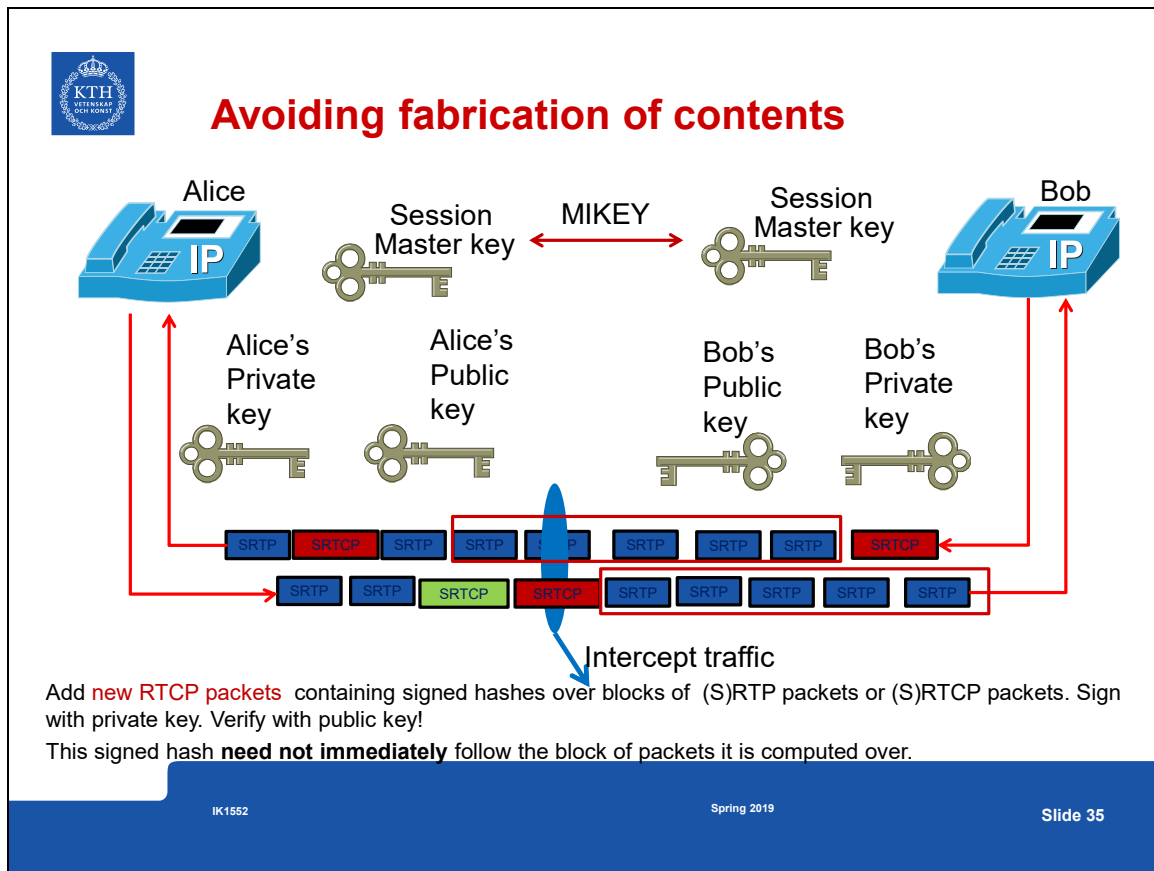 KTH
VETENSKAP
OCH KONST
Avoiding fabrication of contents
Alice
Bob
Session
Master key
MIKEY
Session
Master key
IP
IP
Alice’s
Private
key
Alice’s
Public
key
Bob’s
Public
key
Bob’s
Private
key
SRTP SRTCP SRTP SRTP SRTP SRTP SRTP SRTP SRTCP
SRTP SRTP SRTCP SRTCP SRTP SRTP SRTP SRTP SRTP
Intercept traffic
Add new RTCP packets containing signed hashes over blocks of (S)RTP packets or (S)RTCP packets. Sign
with private key. Verify with public key!
This signed hash need not immediately follow the block of packets it is computed over.
IK1552
Spring 2019
Slide 35